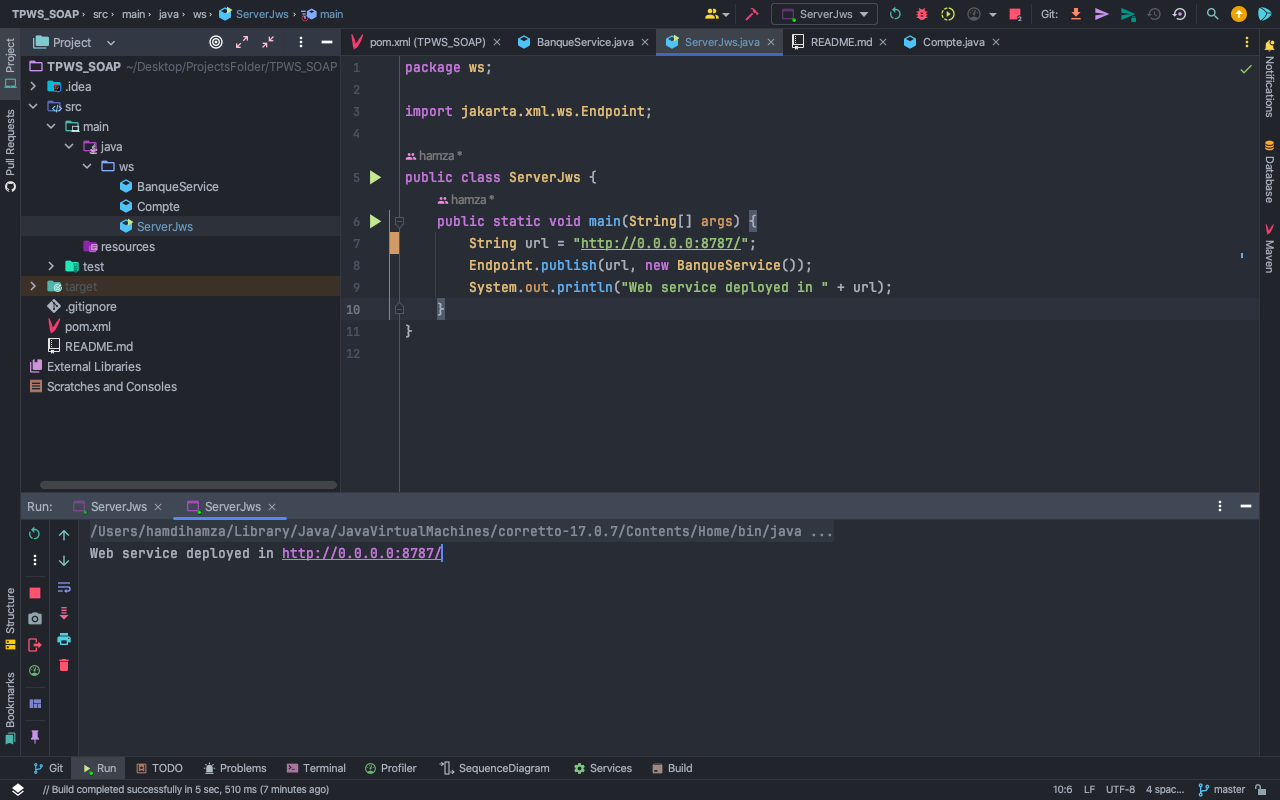 TPWS_SOAP › src › main › java › ws › ServerJws › main
ServerJws
Git:
Project
Pull Requests
Structure
Bookmarks
Project
TPWS_SOAP ~/Desktop/ProjectsFolder/TPWS_SOAP
.idea
src
main
java
ws
BanqueService
Compte
ServerJws
resources
test
target
.gitignore
pom.xml
README.md
External Libraries
Scratches and Consoles
pom.xml (TPWS_SOAP)
BanqueService.java
ServerJws.java
README.md
Compte.java
1 package ws;
2
3 import jakarta.xml.ws.Endpoint;
4
hamza *
5 public class ServerJws {
hamza *
6 public static void main(String[] args) {
7 String url = "http://0.0.0.0:8787/";
8 Endpoint.publish(url, new BanqueService());
9 System.out.println("Web service deployed in " + url);
10 }
11 }
12
Notifications
Database
Maven
Run: ServerJws ServerJws
/Users/hamdihamza/Library/Java/JavaVirtualMachines/corretto-17.0.7/Contents/Home/bin/java ...
Web service deployed in http://0.0.0.0:8787/
Git Run TODO Problems Terminal Profiler SequenceDiagram Services Build
// Build completed successfully in 5 sec, 510 ms (7 minutes ago)
10:6 LF UTF-8 4 spac... master